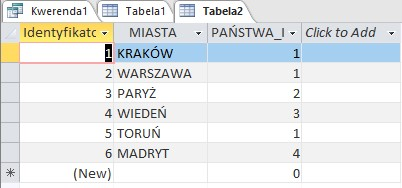 Kwerenda1 Tabela1 Tabela2
Identyfikato MIASTA PAŃSTWA_I Click to Add
1 KRAKÓW 1
2 WARSZAWA 1
3 PARYŻ 2
4 WIEDEŃ 3
5 TORUŃ 1
6 MADRYT 4
* (New) 0